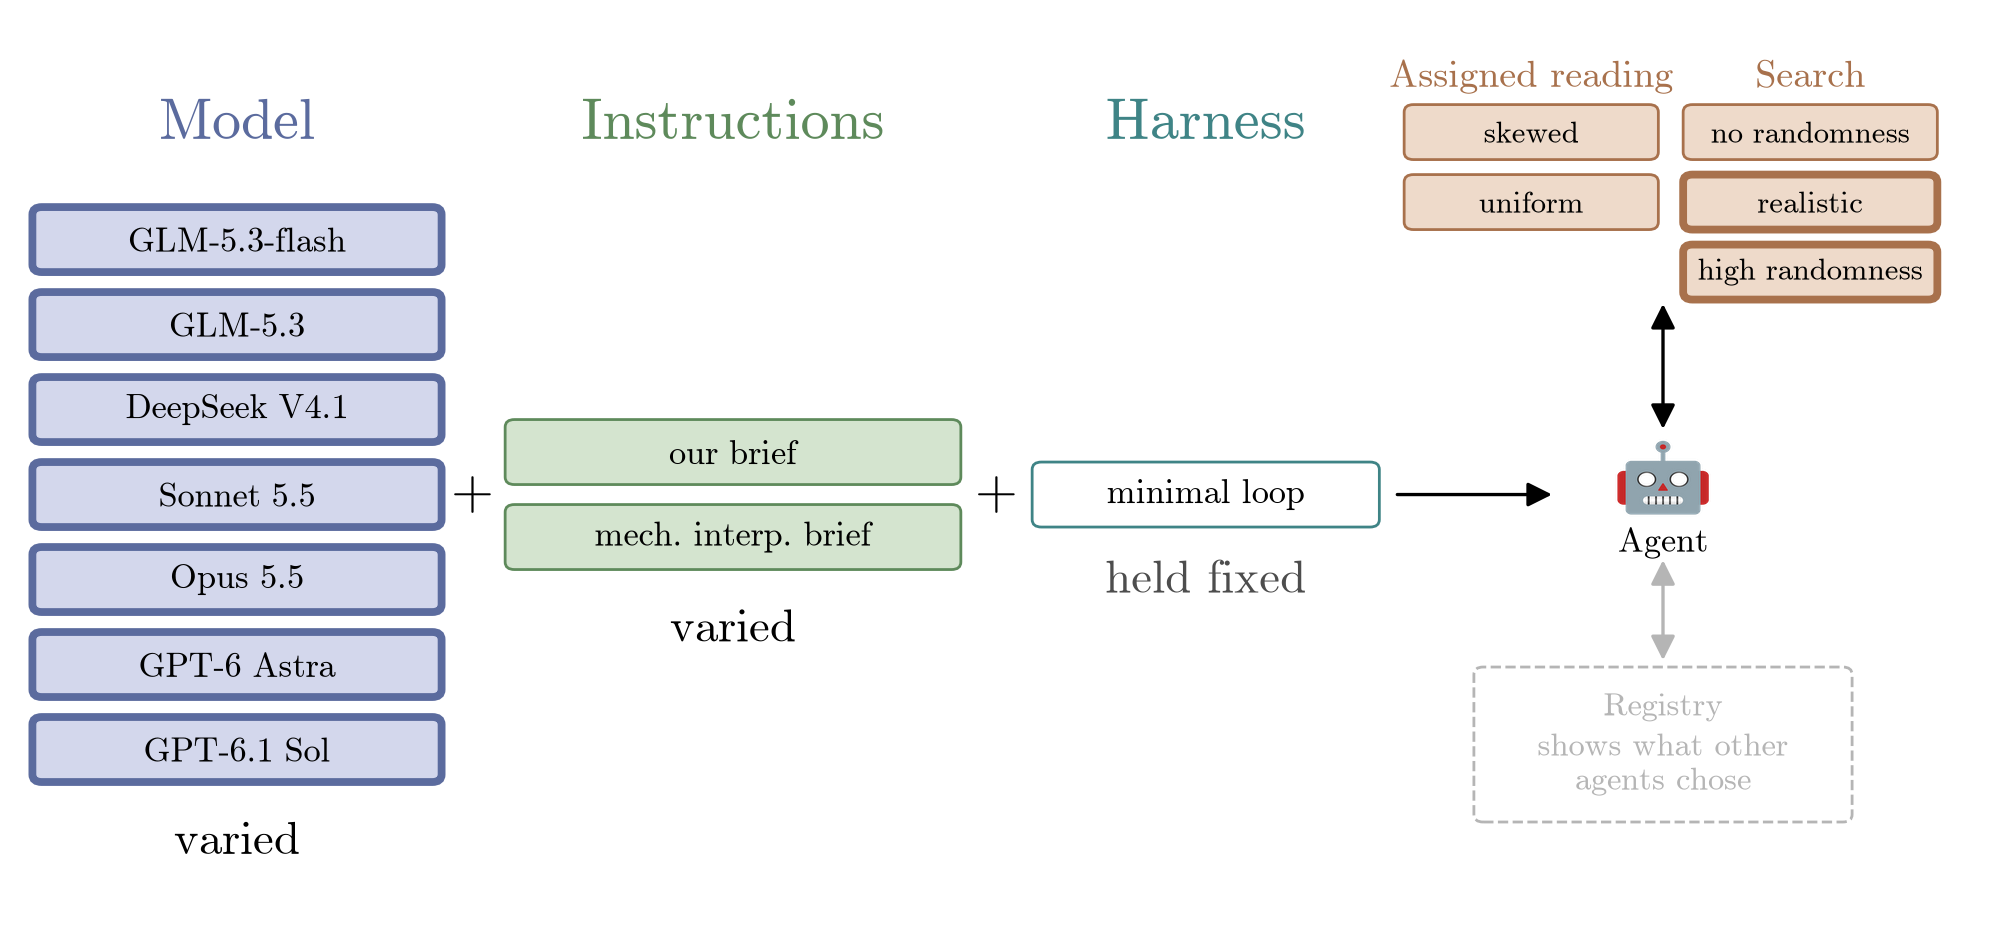 Model
GLM-5.3-flash
GLM-5.3
DeepSeek V4.1
Sonnet 5.5
Opus 5.5
GPT-6 Astra
GPT-6.1 Sol
varied
+
Instructions
our brief
mech. interp. brief
varied
+
Harness
minimal loop
held fixed
Assigned reading
skewed
uniform
Search
no randomness
realistic
high randomness
Agent
Registry
shows what other
agents chose